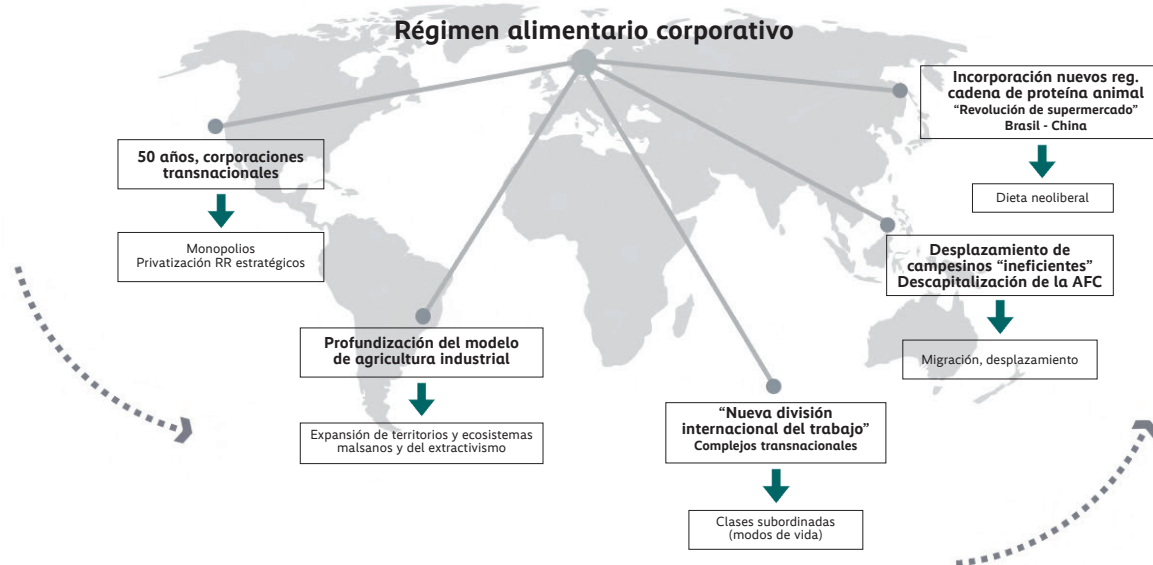 Régimen alimentario corporativo
50 años, corporaciones
transnacionales
Monopolios
Privatización RR estratégicos
Profundización del modelo
de agricultura industrial
Expansión de territorios y ecosistemas
malsanos y del extractivismo
“Nueva división
internacional del trabajo”
Complejos transnacionales
Clases subordinadas
(modos de vida)
Desplazamiento de
campesinos “ineficientes”
Descapitalización de la AFC
Migración, desplazamiento
Incorporación nuevos reg.
cadena de proteína animal
“Revolución de supermercado”
Brasil - China
Dieta neoliberal